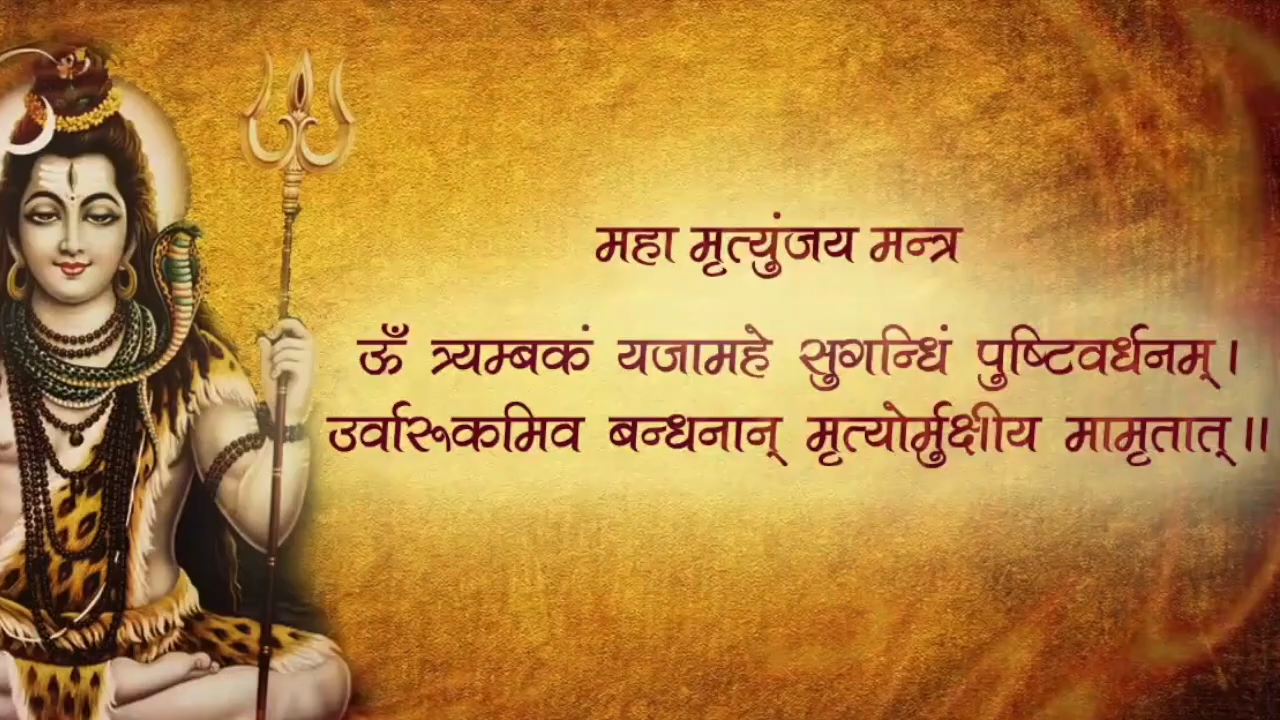 महा मृत्युंजय मन्त्र
ॐ त्र्यम्बकं यजामहे सुगन्धिं पुष्टिवर्धनम् ।
उर्वारूकमिव बन्धनान् मृत्योर्मुक्षीय मामृतात् ॥